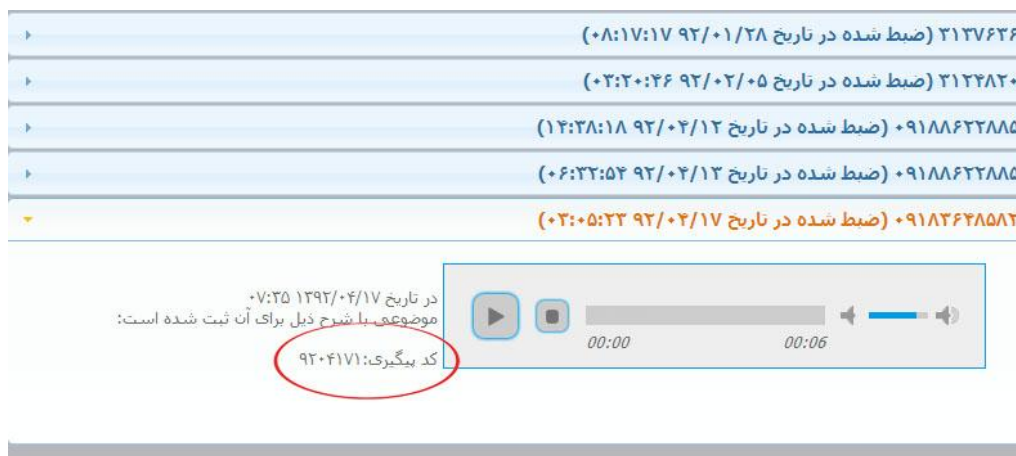 ۳۱۳۷۶۳۶ (ضبط شده در تاریخ ۹۲/۰۱/۲۸ ۰۸:۱۷:۱۷)
۳۱۲۴۸۲۰ (ضبط شده در تاریخ ۹۲/۰۲/۰۵ ۰۳:۲۰:۴۶)
۰۹۱۸۸۶۲۲۸۸۵ (ضبط شده در تاریخ ۹۲/۰۴/۱۲ ۱۴:۳۸:۱۸)
۰۹۱۸۸۶۲۲۸۸۵ (ضبط شده در تاریخ ۹۲/۰۴/۱۳ ۰۶:۳۲:۵۴)
۰۹۱۸۳۶۴۸۵۸۲ (ضبط شده در تاریخ ۹۲/۰۴/۱۷ ۰۳:۰۵:۲۳)
00:00 00:06
در تاریخ ۱۳۹۲/۰۴/۱۷ ۰۷:۳۵
موضوعی با شرح ذیل برای آن ثبت شده است:
کد پیگیری:۹۲۰۴۱۷۱